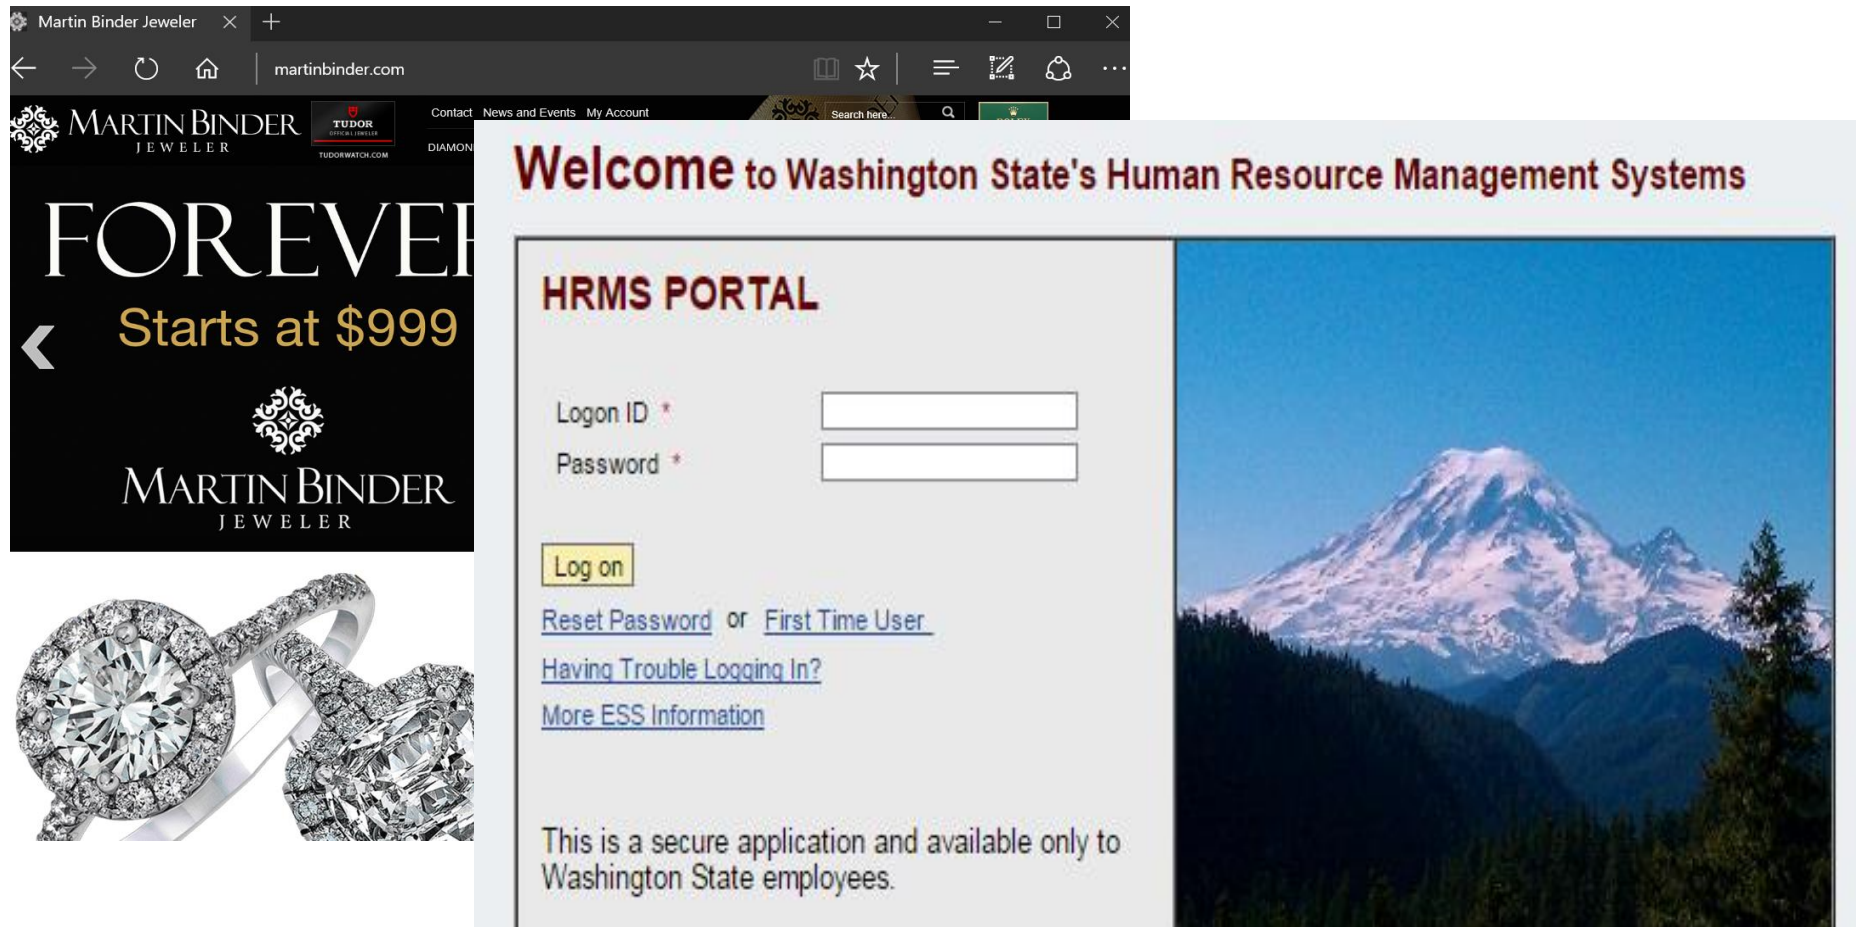 Martin Binder Jeweler
martinbinder.com
MARTIN BINDER
JEWELER
TUDOR
OFFICIAL JEWELER
TUDORWATCH.COM
Contact News and Events My Account
Search here...
DIAMON
FOREVER
Starts at $999
MARTIN BINDER
JEWELER
Welcome to Washington State's Human Resource Management Systems
HRMS PORTAL
Logon ID *
Password *
Log on
Reset Password or First Time User
Having Trouble Logging In?
More ESS Information
This is a secure application and available only to
Washington State employees.